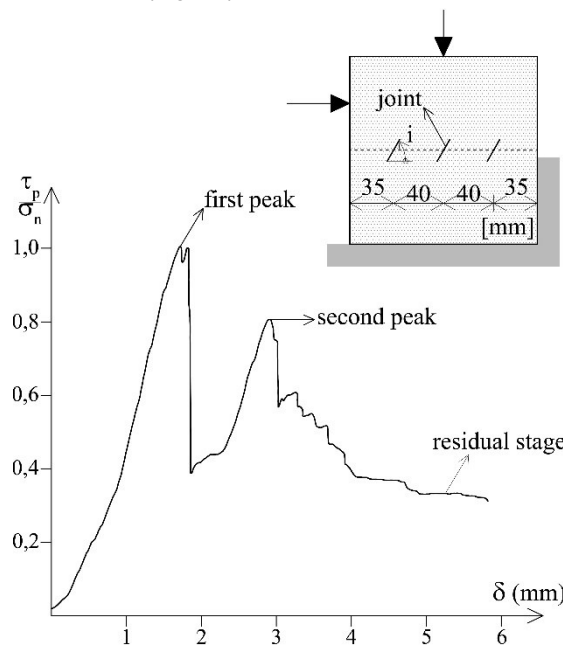 joint
i
35 40 40 35
[mm]
τp
σn
first peak
1,0
second peak
0,8
0,6
residual stage
0,4
0,2
δ (mm)
1 2 3 4 5 6